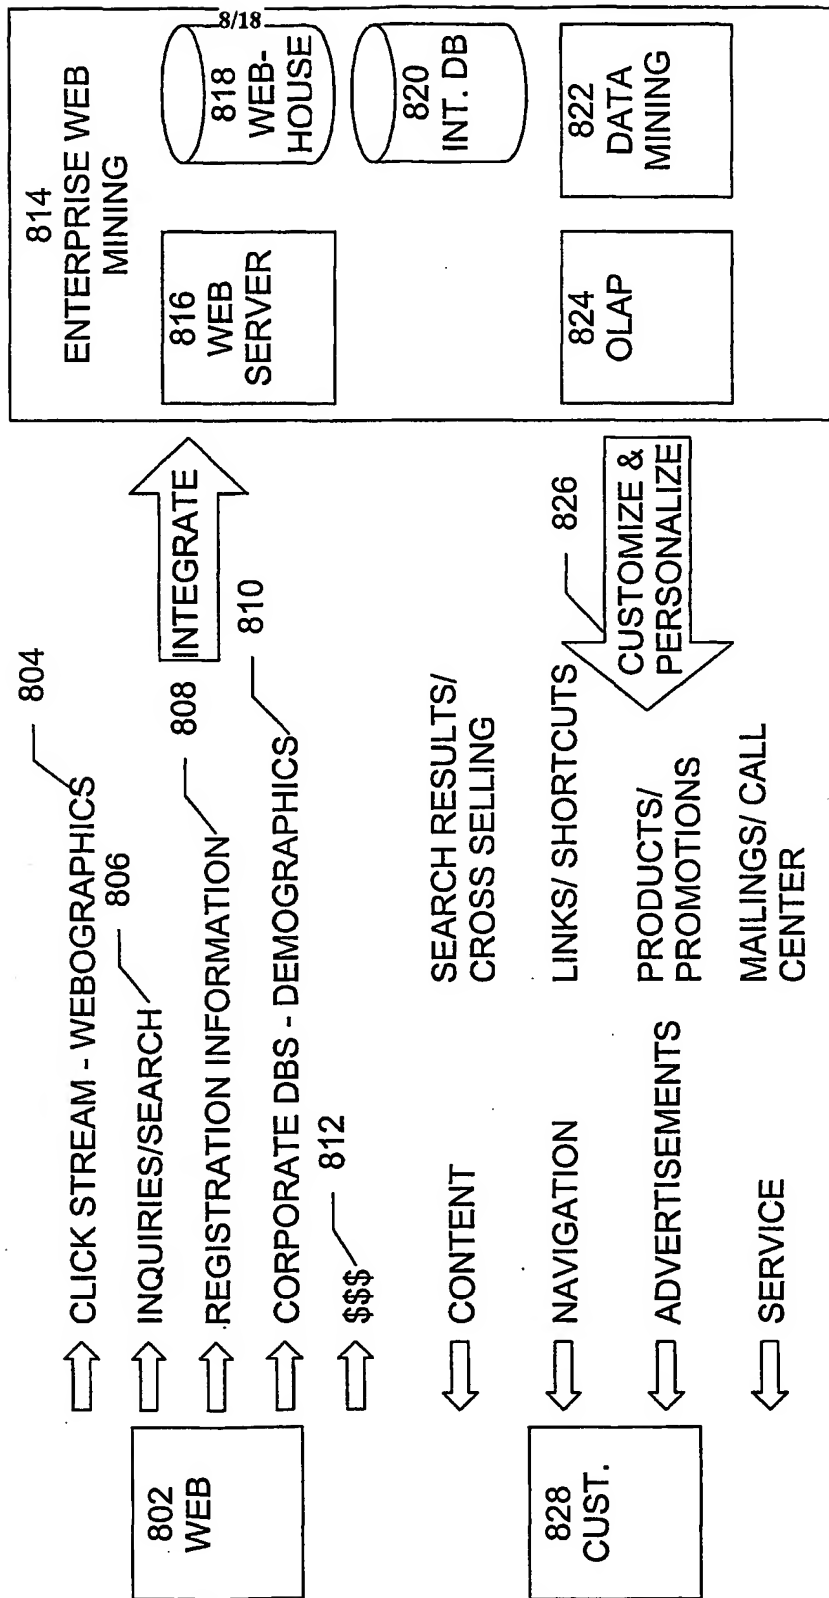 8/18
802
WEB
CLICK STREAM - WEBOGRAPHICS
804
INQUIRIES/SEARCH
806
REGISTRATION INFORMATION
808
CORPORATE DBS - DEMOGRAPHICS
810
$$$
812
INTEGRATE
814
ENTERPRISE WEB
MINING
816
WEB
SERVER
818
WEB-
HOUSE
820
INT. DB
824
OLAP
822
DATA
MINING
826
CUSTOMIZE &
PERSONALIZE
828
CUST.
CONTENT
SEARCH RESULTS/
CROSS SELLING
NAVIGATION
LINKS/ SHORTCUTS
ADVERTISEMENTS
PRODUCTS/
PROMOTIONS
SERVICE
MAILINGS/ CALL
CENTER